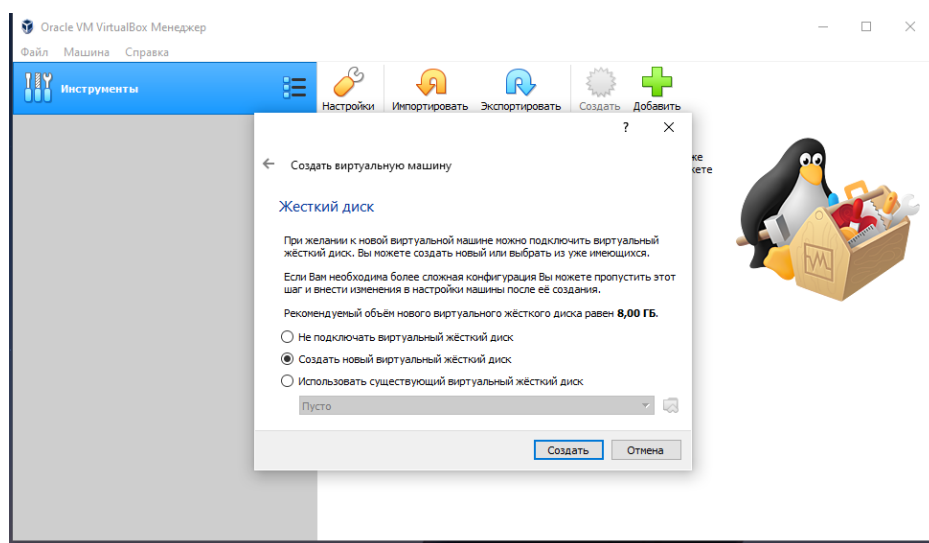 Oracle VM VirtualBox Менеджер
Файл Машина Справка
Инструменты
Настройки Импортировать Экспортировать Создать Добавить
?
же
жете
Создать виртуальную машину
Жесткий диск
При желании к новой виртуальной машине можно подключить виртуальный
жёсткий диск. Вы можете создать новый или выбрать из уже имеющихся.
Если Вам необходима более сложная конфигурация Вы можете пропустить этот
шаг и внести изменения в настройки машины после её создания.
Рекомендуемый объём нового виртуального жёсткого диска равен 8,00 ГБ.
Не подключать виртуальный жёсткий диск
Создать новый виртуальный жёсткий диск
Использовать существующий виртуальный жёсткий диск
Пусто
Создать Отмена